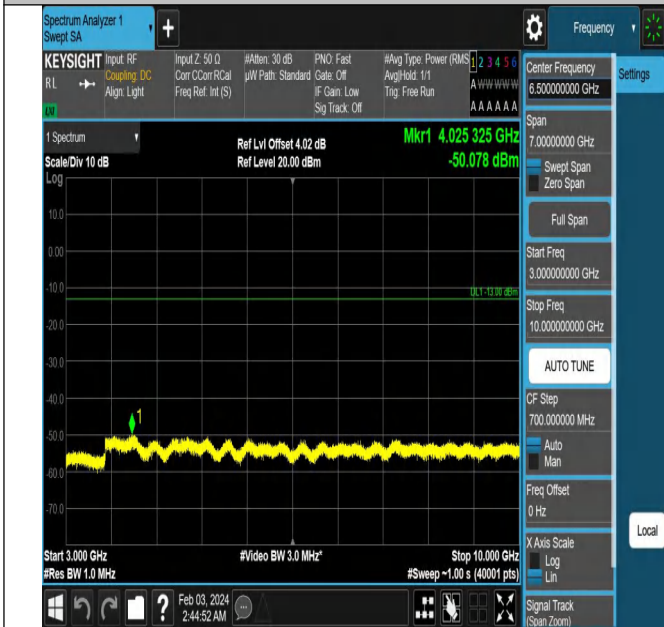 Spectrum Analyzer 1
Swept SA
+
Frequency
KEYSIGHT
RL
LXI
Input: RF
Coupling: DC
Align: Light
Input Z: 50 Ω
Corr CCorr RCal
Freq Ref: Int (S)
#Atten: 30 dB
µW Path: Standard
PNO: Fast
Gate: Off
IF Gain: Low
Sig Track: Off
#Avg Type: Power (RMS
Avg|Hold: 1/1
Trig: Free Run
1 2 3 4 5 6
A W W W W W
A A A A A A
1 Spectrum
Scale/Div 10 dB
Log
Ref Lvl Offset 4.02 dB
Ref Level 20.00 dBm
Mkr1 4.025 325 GHz
-50.078 dBm
10.0
0.00
-10.0
DL1 -13.00 dBm
-20.0
-30.0
-40.0
1
-50.0
-60.0
-70.0
Start 3.000 GHz
#Res BW 1.0 MHz
#Video BW 3.0 MHz*
Stop 10.000 GHz
#Sweep ~1.00 s (40001 pts)
Feb 03, 2024
2:44:52 AM
Center Frequency
6.500000000 GHz
Settings
Span
7.00000000 GHz
Swept Span
Zero Span
Full Span
Start Freq
3.000000000 GHz
Stop Freq
10.000000000 GHz
AUTO TUNE
CF Step
700.000000 MHz
Auto
Man
Freq Offset
0 Hz
X Axis Scale
Log
Lin
Local
Signal Track
(Span Zoom)